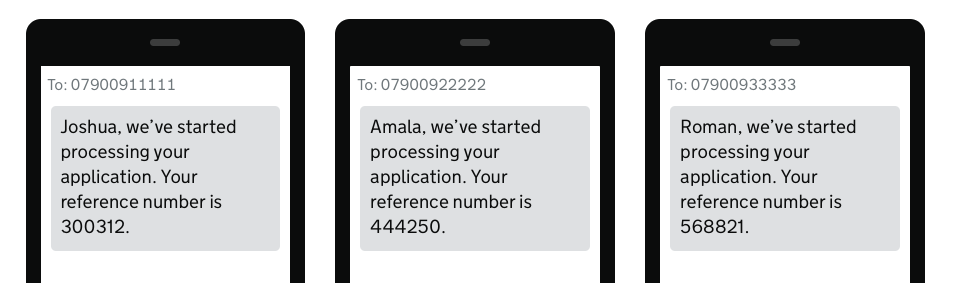 To: 07900911111
Joshua, we’ve started
processing your
application. Your
reference number is
300312.
To: 07900922222
Amala, we’ve started
processing your
application. Your
reference number is
444250.
To: 07900933333
Roman, we’ve started
processing your
application. Your
reference number is
568821.